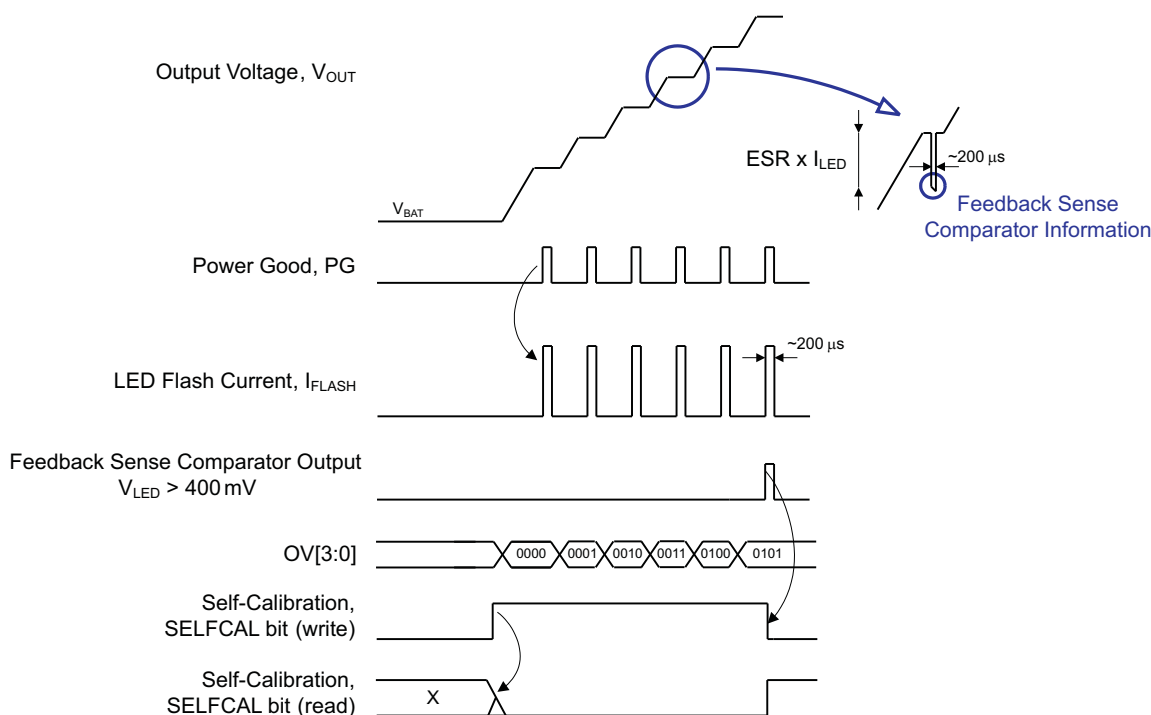 Output Voltage, VOUT
ESR x ILED
~200 µs
VBAT
Feedback Sense
Comparator Information
Power Good, PG
~200 µs
LED Flash Current, IFLASH
Feedback Sense Comparator Output
VLED > 400 mV
OV[3:0]
0000 0001 0010 0011 0100 0101
Self-Calibration,
SELFCAL bit (write)
Self-Calibration,
SELFCAL bit (read)
X